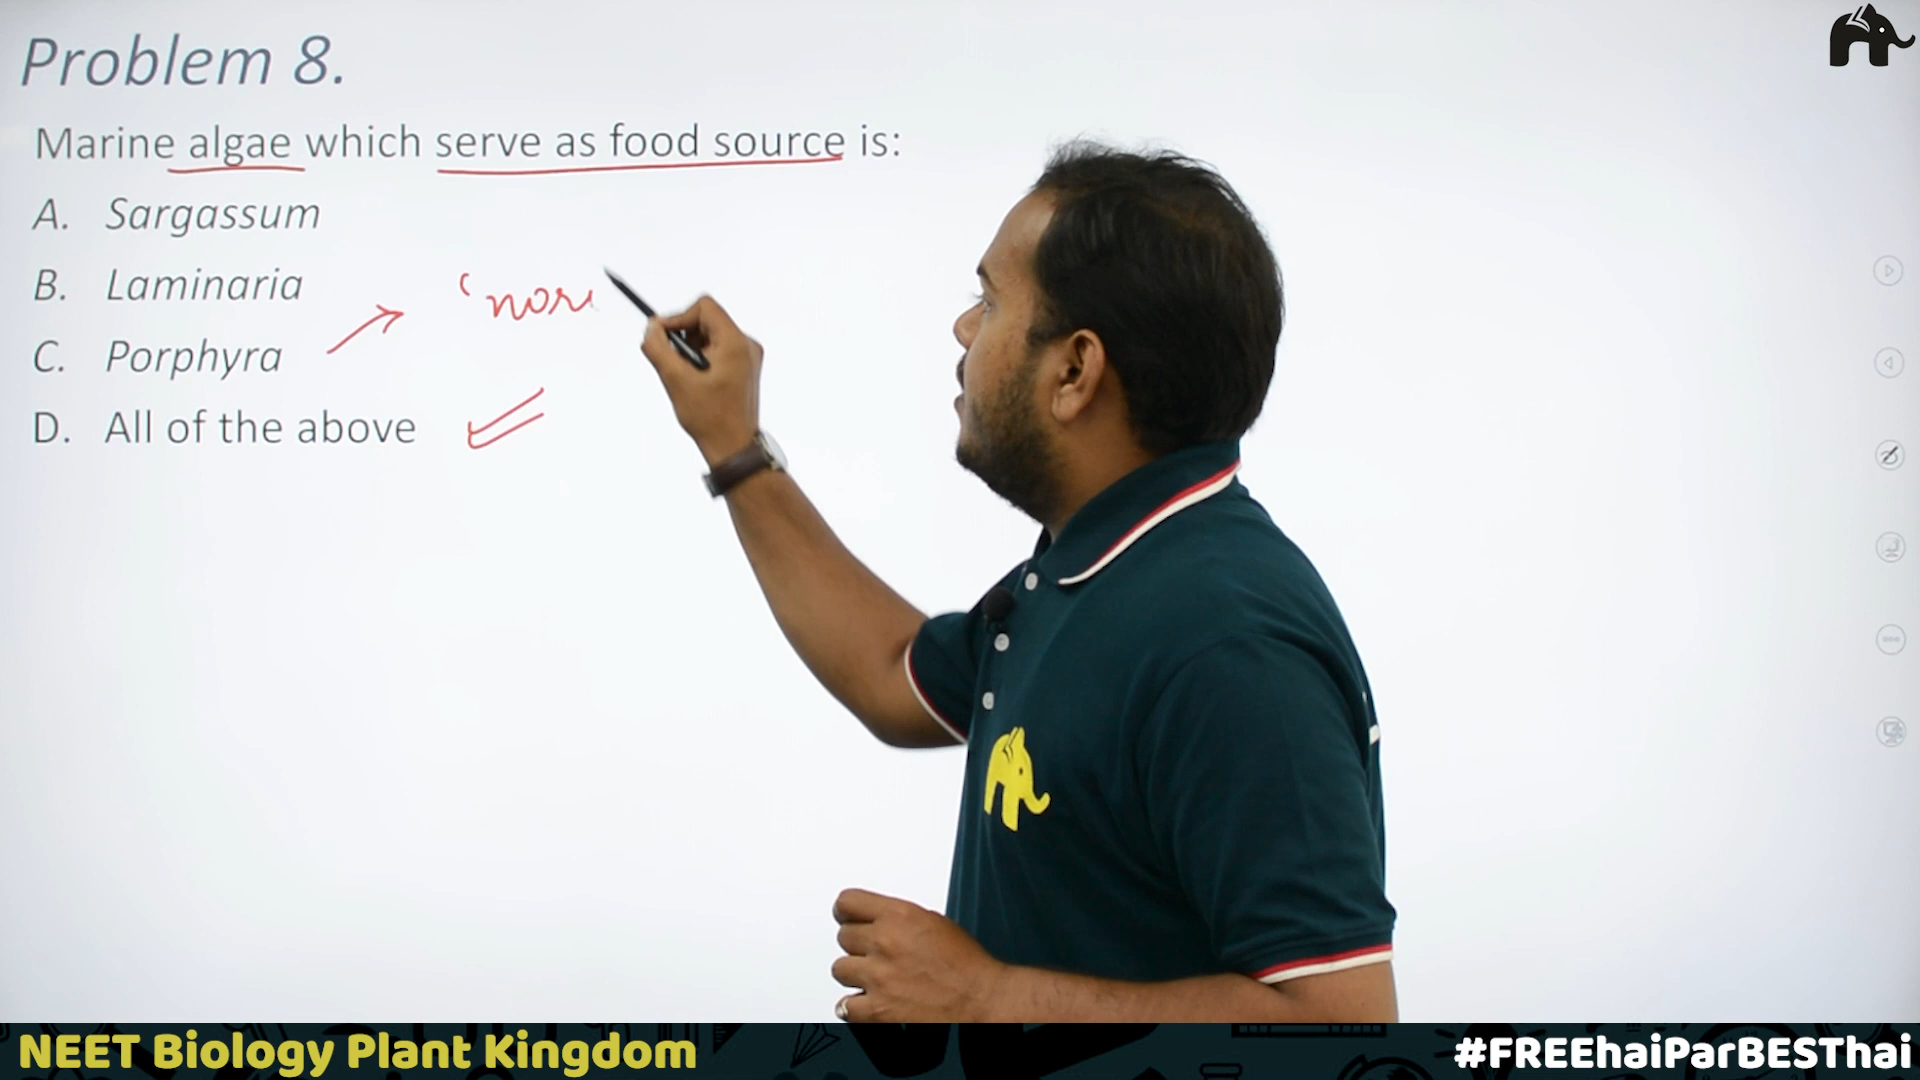 Problem 8.
Marine algae which serve as food source is:
A. Sargassum
B. Laminaria
C. Porphyra
'nori
D. All of the above
NEET Biology Plant Kingdom
#FREEhaiParBESThai